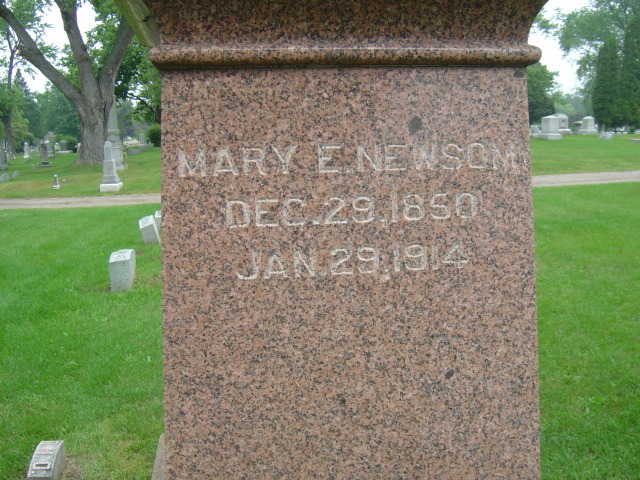 MARY E. NEWSOM
DEC. 29, 1850
JAN. 29, 1914